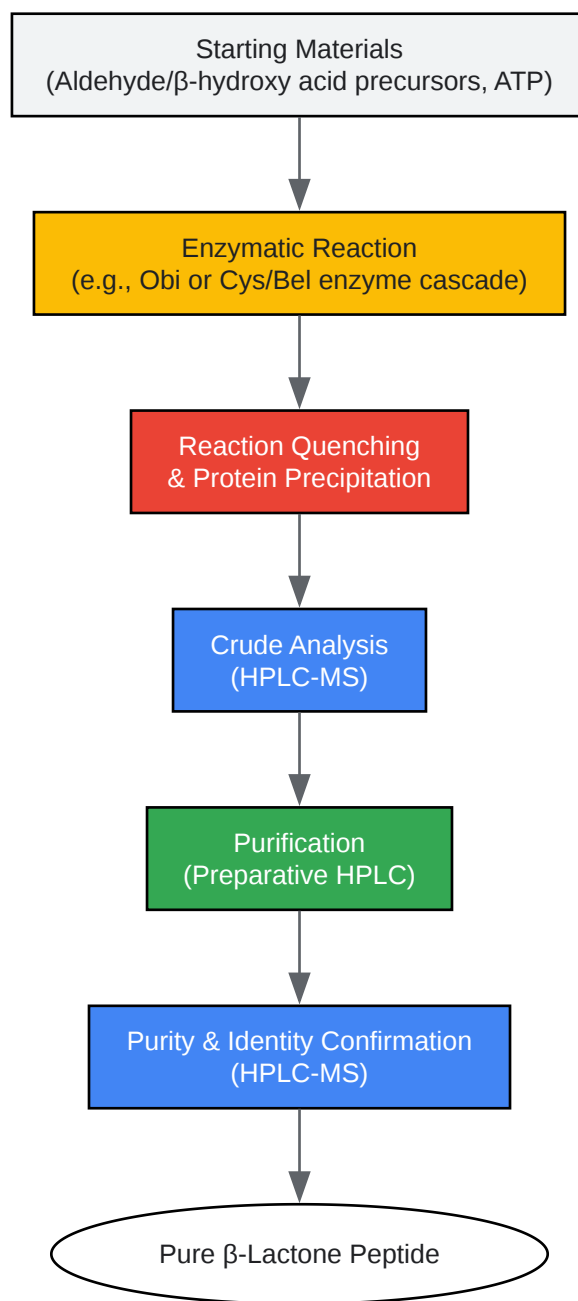 Starting Materials
(Aldehyde/β-hydroxy acid precursors, ATP)
Enzymatic Reaction
(e.g., Obi or Cys/Bel enzyme cascade)
Reaction Quenching
& Protein Precipitation
Crude Analysis
(HPLC-MS)
Purification
(Preparative HPLC)
Purity & Identity Confirmation
(HPLC-MS)
Pure β-Lactone Peptide